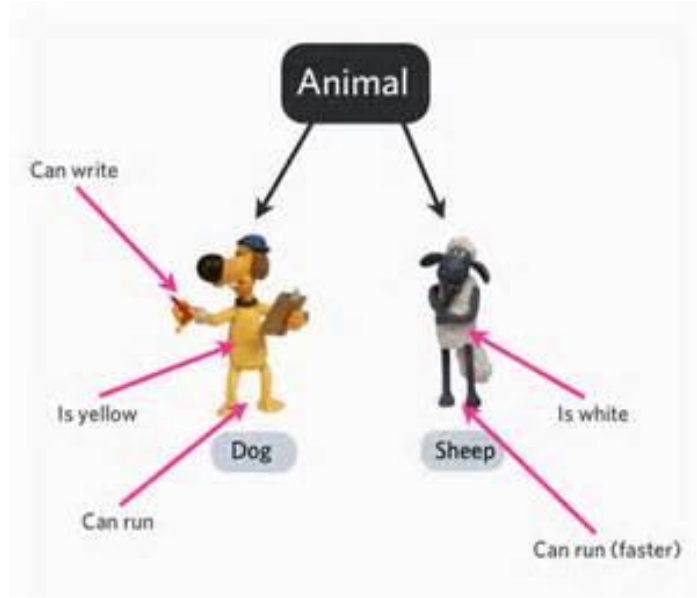 Animal
Can write
Is yellow
Is white
Dog
Sheep
Can run
Can run (faster)